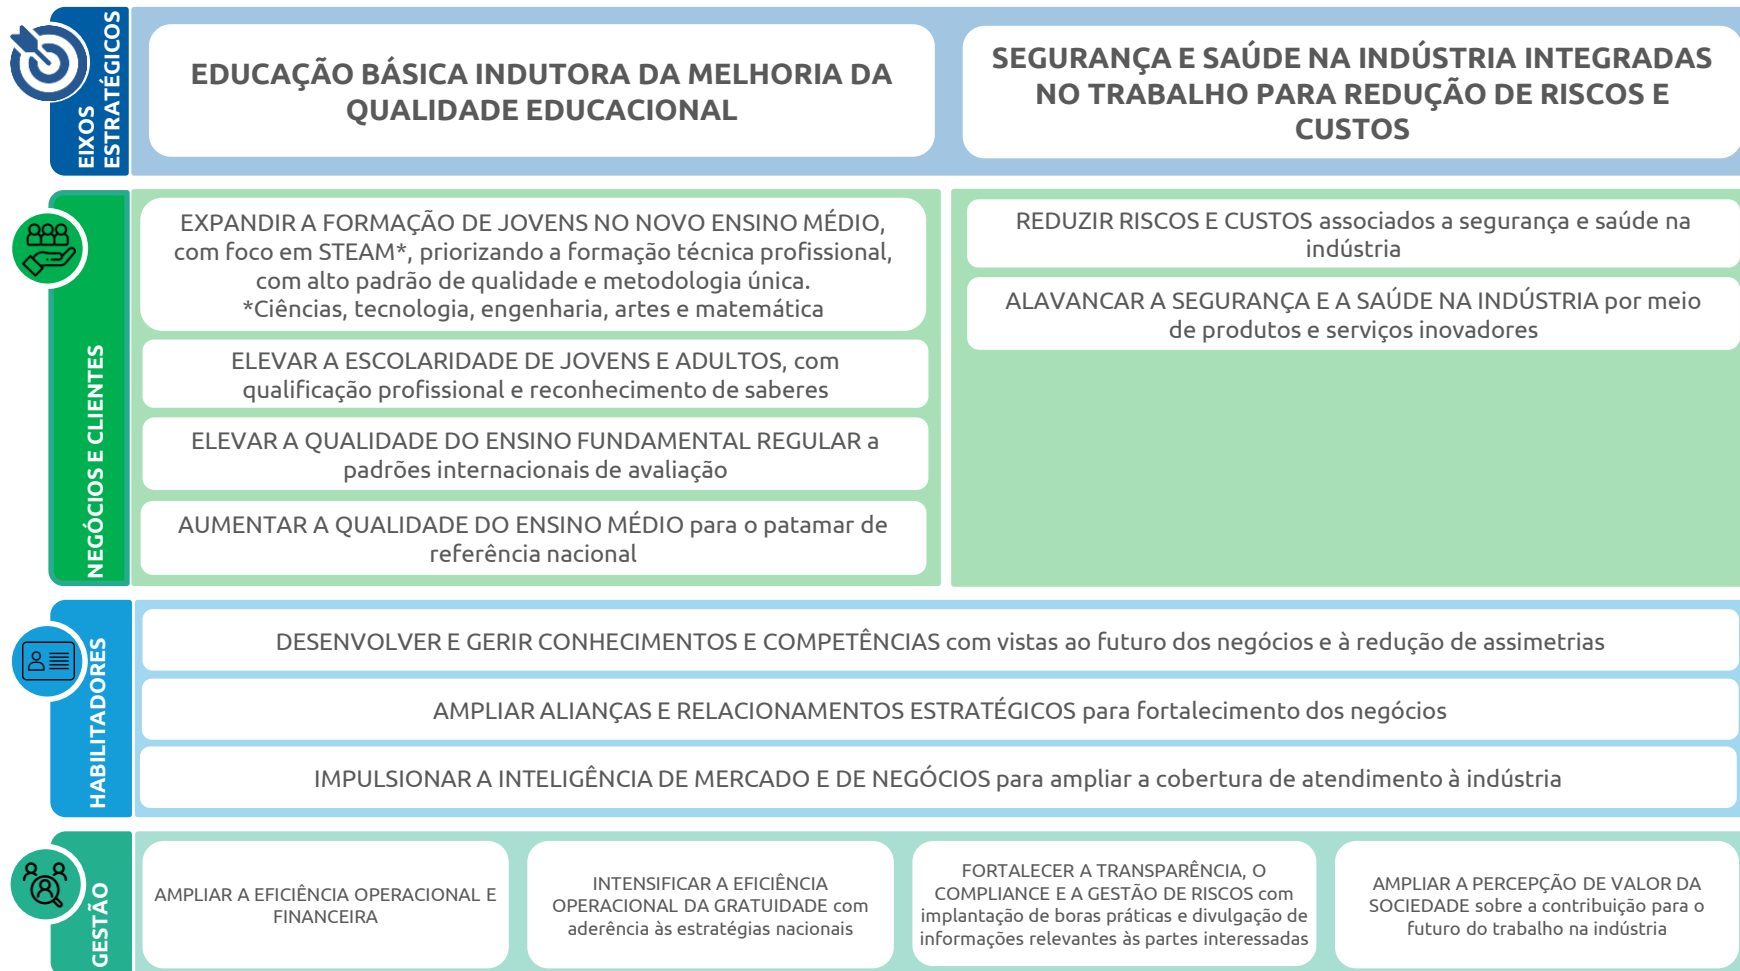 EIXOS
ESTRATÉGICOS
EDUCAÇÃO BÁSICA INDUTORA DA MELHORIA DA
QUALIDADE EDUCACIONAL
SEGURANÇA E SAÚDE NA INDÚSTRIA INTEGRADAS
NO TRABALHO PARA REDUÇÃO DE RISCOS E
CUSTOS
NEGÓCIOS E CLIENTES
EXPANDIR A FORMAÇÃO DE JOVENS NO NOVO ENSINO MÉDIO,
com foco em STEAM*, priorizando a formação técnica profissional,
com alto padrão de qualidade e metodologia única.
*Ciências, tecnologia, engenharia, artes e matemática
ELEVAR A ESCOLARIDADE DE JOVENS E ADULTOS, com
qualificação profissional e reconhecimento de saberes
ELEVAR A QUALIDADE DO ENSINO FUNDAMENTAL REGULAR a
padrões internacionais de avaliação
AUMENTAR A QUALIDADE DO ENSINO MÉDIO para o patamar de
referência nacional
REDUZIR RISCOS E CUSTOS associados a segurança e saúde na
indústria
ALAVANCAR A SEGURANÇA E A SAÚDE NA INDÚSTRIA por meio
de produtos e serviços inovadores
HABILITADORES
DESENVOLVER E GERIR CONHECIMENTOS E COMPETÊNCIAS com vistas ao futuro dos negócios e à redução de assimetrias
AMPLIAR ALIANÇAS E RELACIONAMENTOS ESTRATÉGICOS para fortalecimento dos negócios
IMPULSIONAR A INTELIGÊNCIA DE MERCADO E DE NEGÓCIOS para ampliar a cobertura de atendimento à indústria
GESTÃO
AMPLIAR A EFICIÊNCIA OPERACIONAL E
FINANCEIRA
INTENSIFICAR A EFICIÊNCIA
OPERACIONAL DA GRATUIDADE com
aderência às estratégias nacionais
FORTALECER A TRANSPARÊNCIA, O
COMPLIANCE E A GESTÃO DE RISCOS com
implantação de boras práticas e divulgação de
informações relevantes às partes interessadas
AMPLIAR A PERCEPÇÃO DE VALOR DA
SOCIEDADE sobre a contribuição para o
futuro do trabalho na indústria